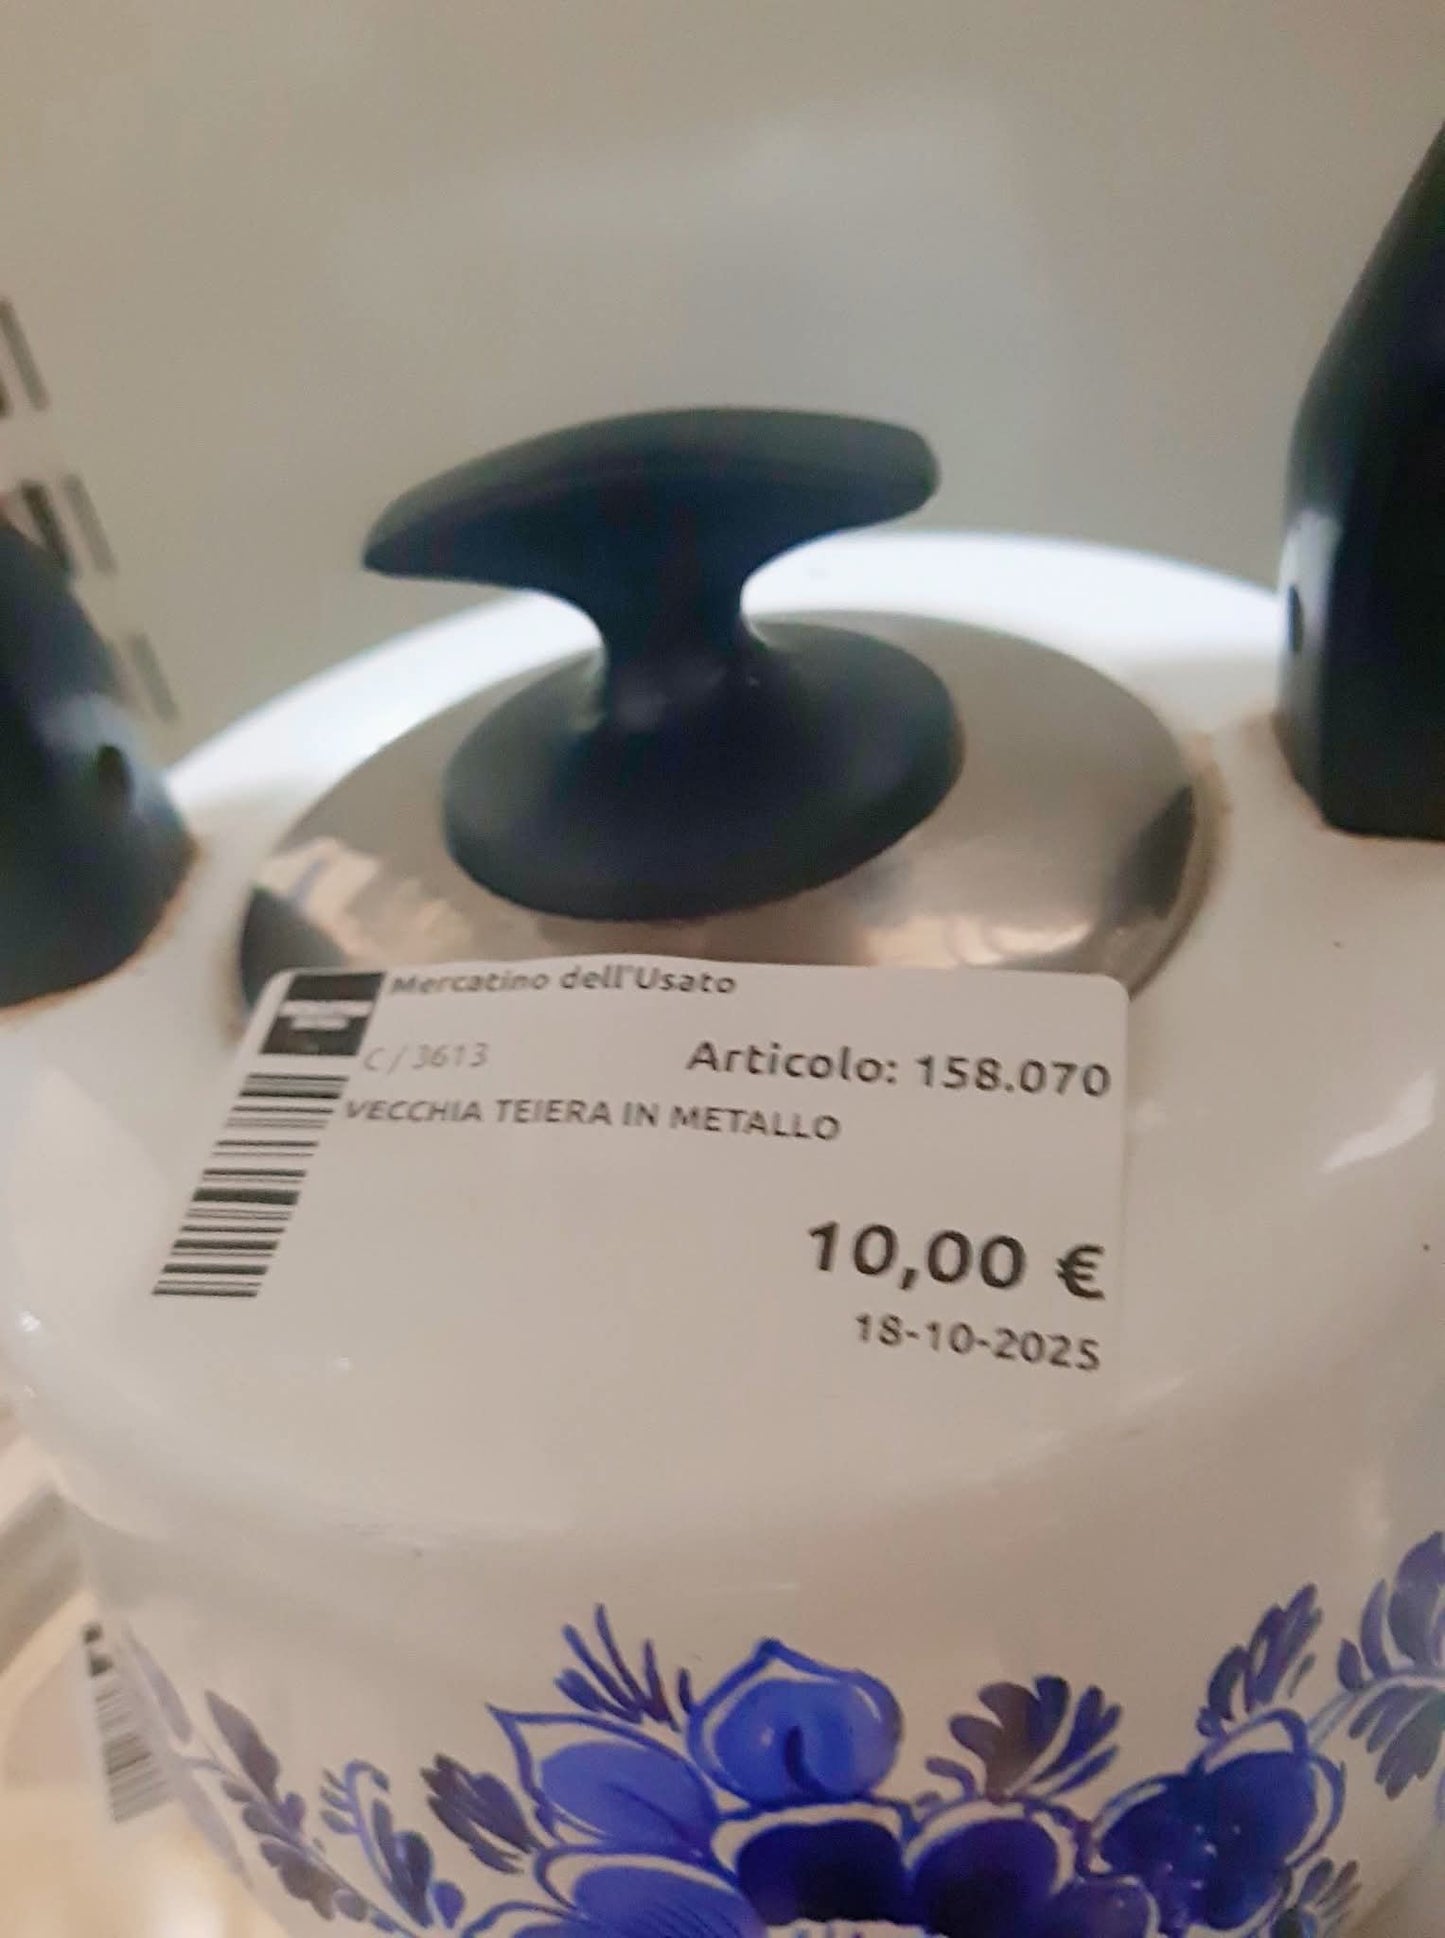 Mercatino dell'Usato
C/3613
Articolo: 158.070
VECCHIA TEIERA IN METALLO
10,00 €
18-10-2025